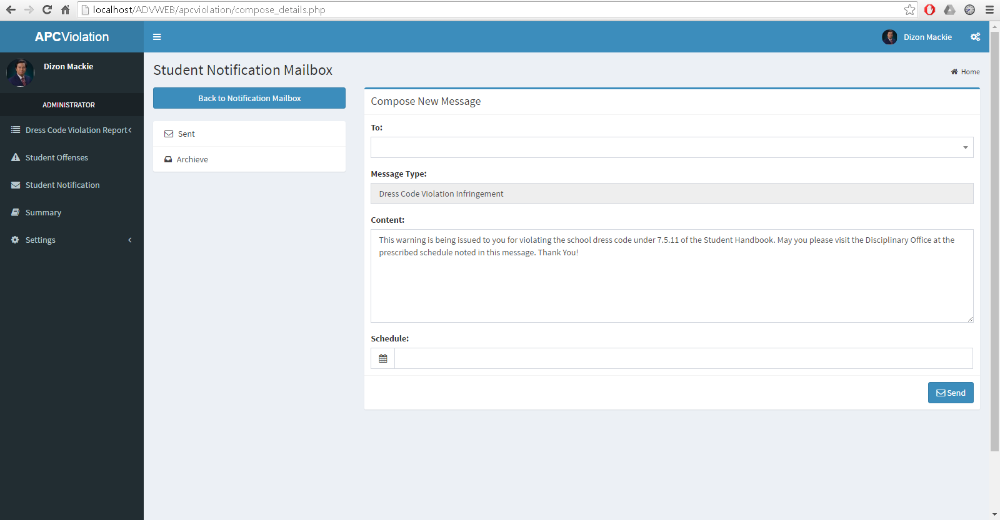 localhost/ADVWEB/apcviolation/compose_details.php
APCViolation
Dizon Mackie
Dizon Mackie
ADMINISTRATOR
Dress Code Violation Report
Student Offenses
Student Notification
Summary
Settings
Student Notification Mailbox
Home
Back to Notification Mailbox
Sent
Archieve
Compose New Message
To:
Message Type:
Dress Code Violation Infringement
Content:
This warning is being issued to you for violating the school dress code under 7.5.11 of the Student Handbook. May you please visit the Disciplinary Office at the
prescribed schedule noted in this message. Thank You!
Schedule:
Send